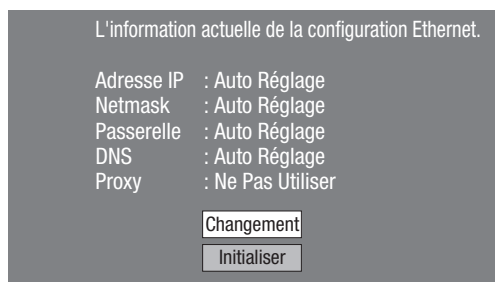 L'information actuelle de la configuration Ethernet.
Adresse IP : Auto Réglage
Netmask : Auto Réglage
Passerelle : Auto Réglage
DNS : Auto Réglage
Proxy : Ne Pas Utiliser
Changement
Initialiser